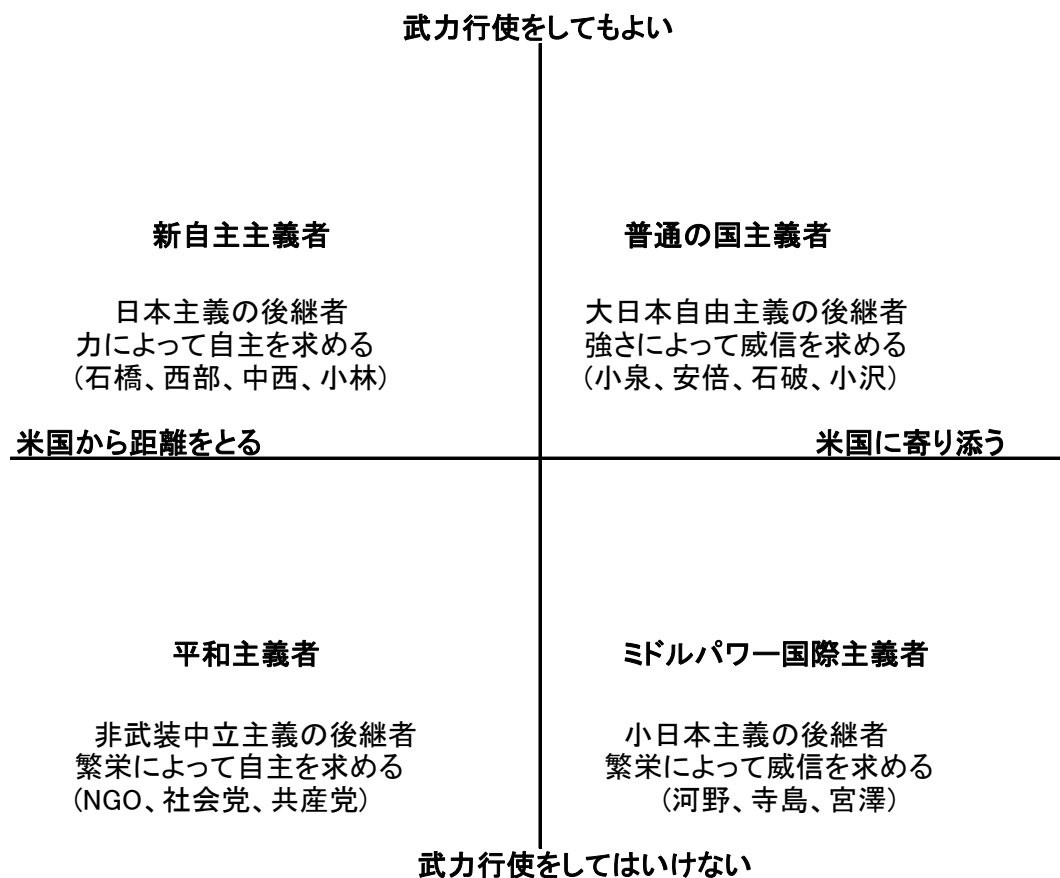 武力行使をしてもよい
新自主主義者
日本主義の後継者
力によって自主を求める
(石橋、西部、中西、小林)
普通の国主義者
大日本自由主義の後継者
強さによって威信を求める
(小泉、安倍、石破、小沢)
米国から距離をとる
米国に寄り添う
平和主義者
非武装中立主義の後継者
繁栄によって自主を求める
(NGO、社会党、共産党)
ミドルパワー国際主義者
小日本主義の後継者
繁栄によって威信を求める
(河野、寺島、宮澤)
武力行使をしてはいけない